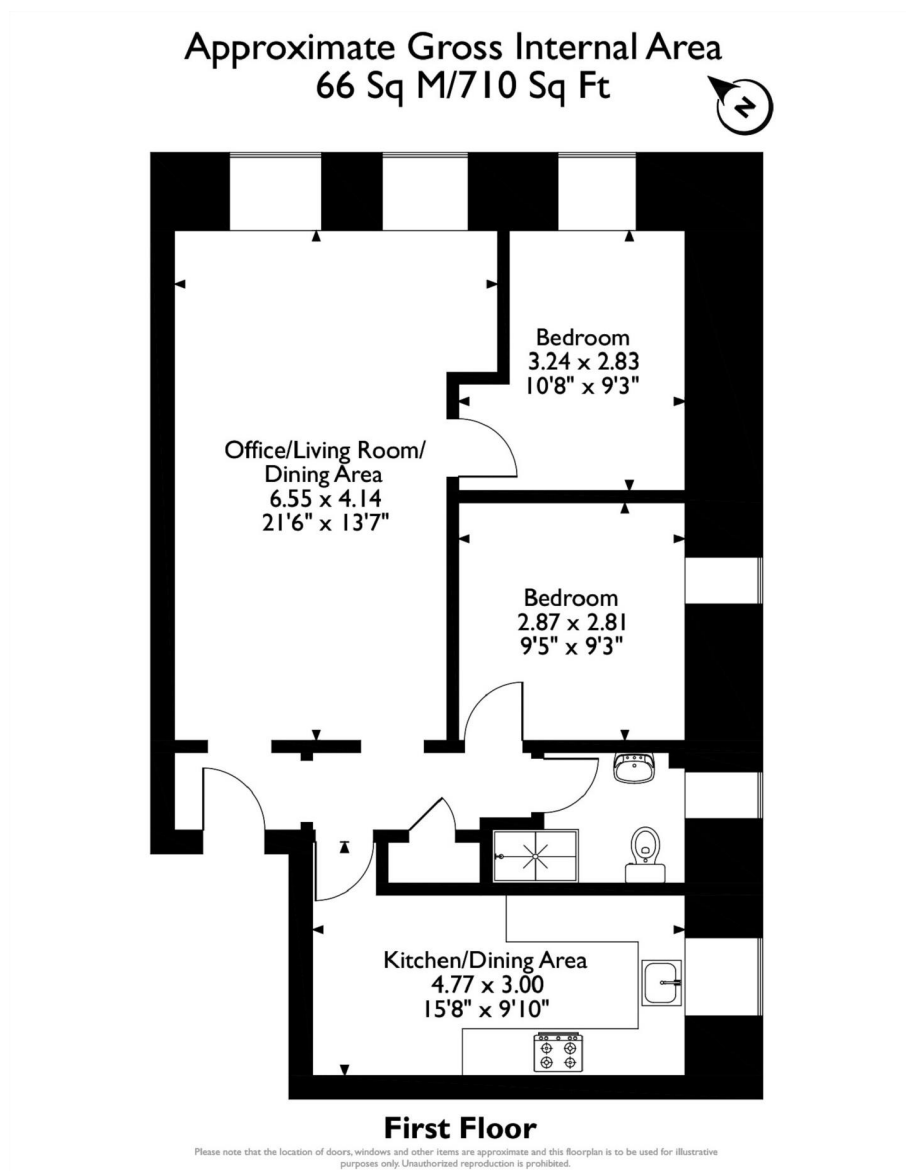 Approximate Gross Internal Area
66 Sq M/710 Sq Ft
N
Bedroom
3.24 x 2.83
10'8" x 9'3"
Office/Living Room/
Dining Area
6.55 x 4.14
21'6" x 13'7"
Bedroom
2.87 x 2.81
9'5" x 9'3"
Kitchen/Dining Area
4.77 x 3.00
15'8" x 9'10"
First Floor
Please note that the location of doors, windows and other items are approximate and this floorplan is to be used for illustrative
purposes only. Unauthorized reproduction is prohibited.